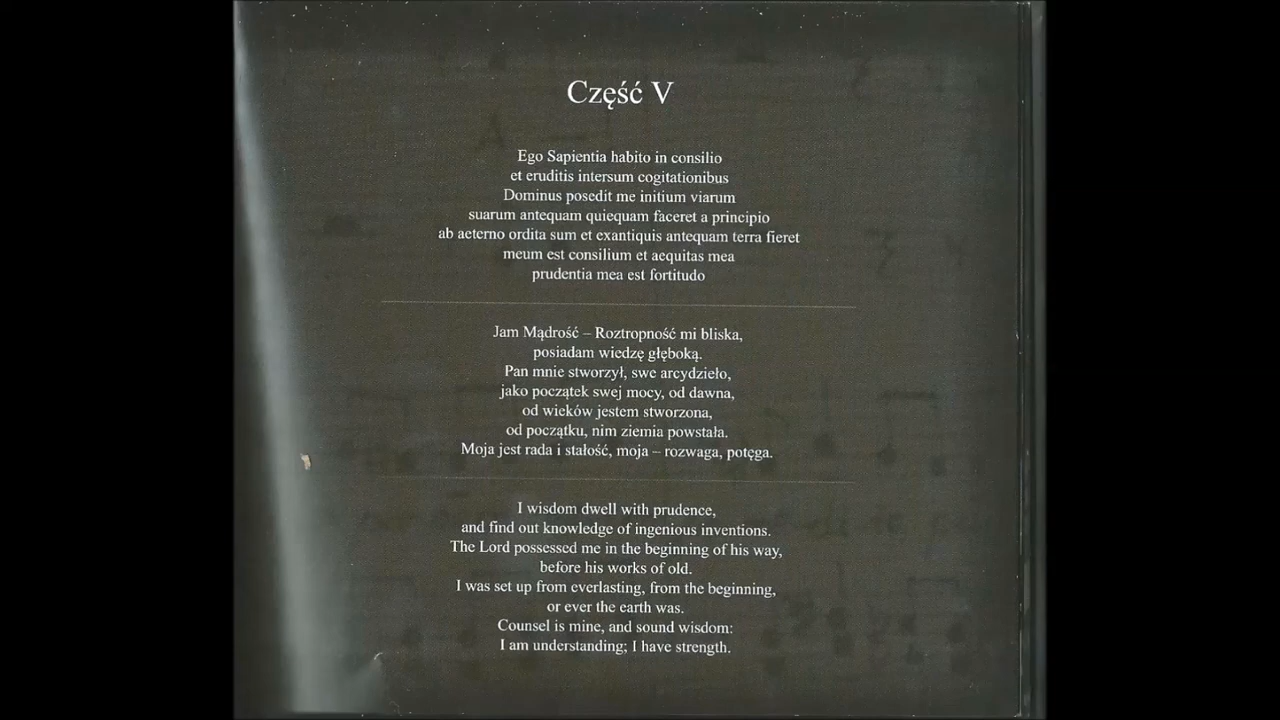 Część V
Ego Sapientia habito in consilio
et eruditis intersum cogitationibus
Dominus posedit me initium viarum
suarum antequam quiequam faceret a principio
ab aeterno ordita sum et exantiquis antequam terra fieret
meum est consilium et aequitas mea
prudentia mea est fortitudo
Jam Mądrość – Roztropność mi bliska,
posiadam wiedzę głęboką.
Pan mnie stworzył, swe arcydzieło,
jako początek swej mocy, od dawna,
od wieków jestem stworzona,
od początku, nim ziemia powstała.
Moja jest rada i stałość, moja – rozwaga, potęga.
I wisdom dwell with prudence,
and find out knowledge of ingenious inventions.
The Lord possessed me in the beginning of his way,
before his works of old.
I was set up from everlasting, from the beginning,
or ever the earth was.
Counsel is mine, and sound wisdom:
I am understanding; I have strength.